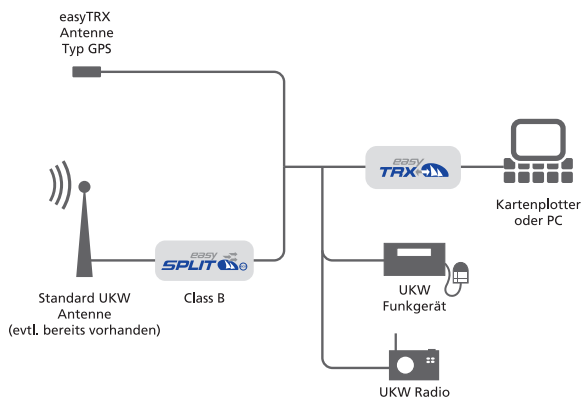 easyTRX
Antenne
Typ GPS
easy
TRX
Kartenplotter
oder PC
easy
SPLIT
Standard UKW
Antenne
(evtl. bereits vorhanden)
Class B
UKW
Funkgerät
UKW Radio